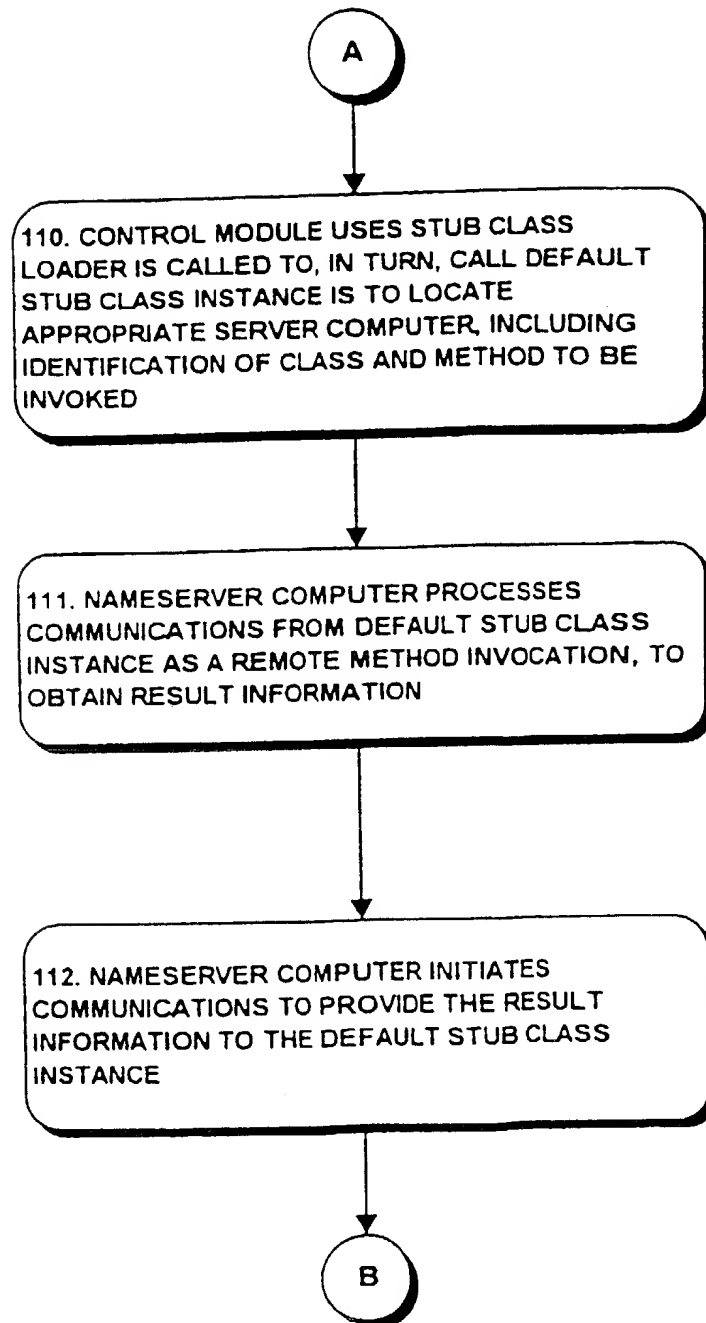 A
110. CONTROL MODULE USES STUB CLASS
LOADER IS CALLED TO, IN TURN, CALL DEFAULT
STUB CLASS INSTANCE IS TO LOCATE
APPROPRIATE SERVER COMPUTER, INCLUDING
IDENTIFICATION OF CLASS AND METHOD TO BE
INVOKED
111. NAMESERVER COMPUTER PROCESSES
COMMUNICATIONS FROM DEFAULT STUB CLASS
INSTANCE AS A REMOTE METHOD INVOCATION, TO
OBTAIN RESULT INFORMATION
112. NAMESERVER COMPUTER INITIATES
COMMUNICATIONS TO PROVIDE THE RESULT
INFORMATION TO THE DEFAULT STUB CLASS
INSTANCE
B